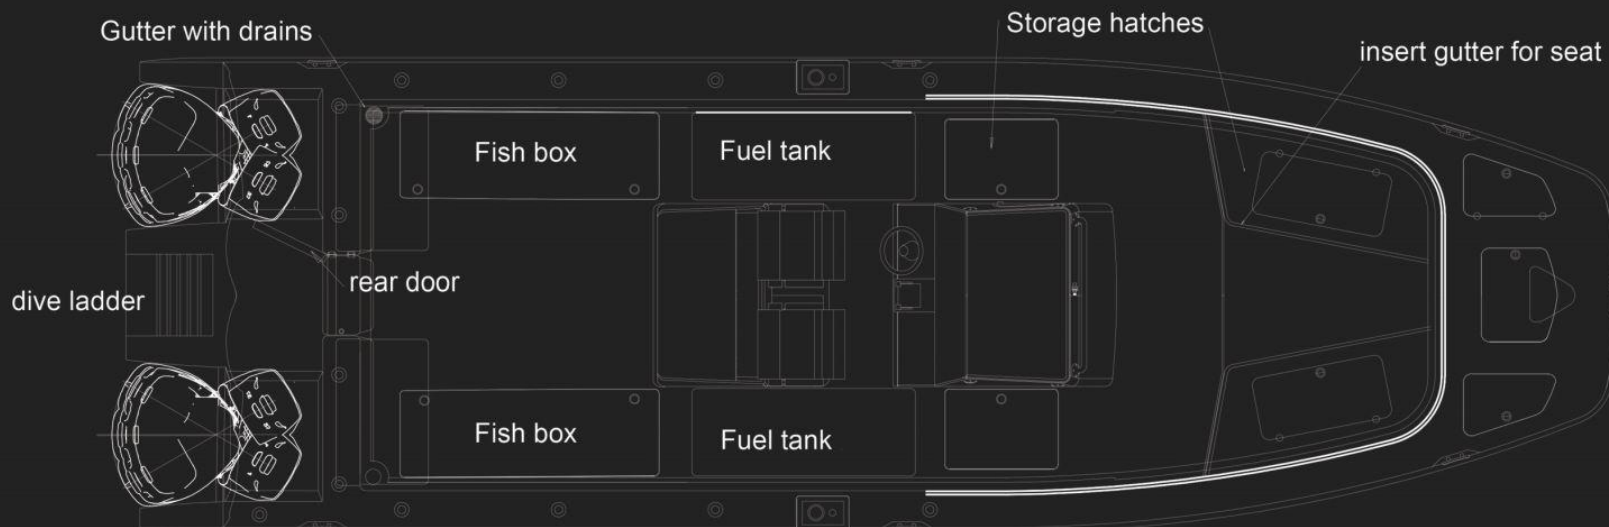 Storage hatches
Gutter with drains
insert gutter for seat
Fish box
Fuel tank
rear door
dive ladder
Fish box
Fuel tank